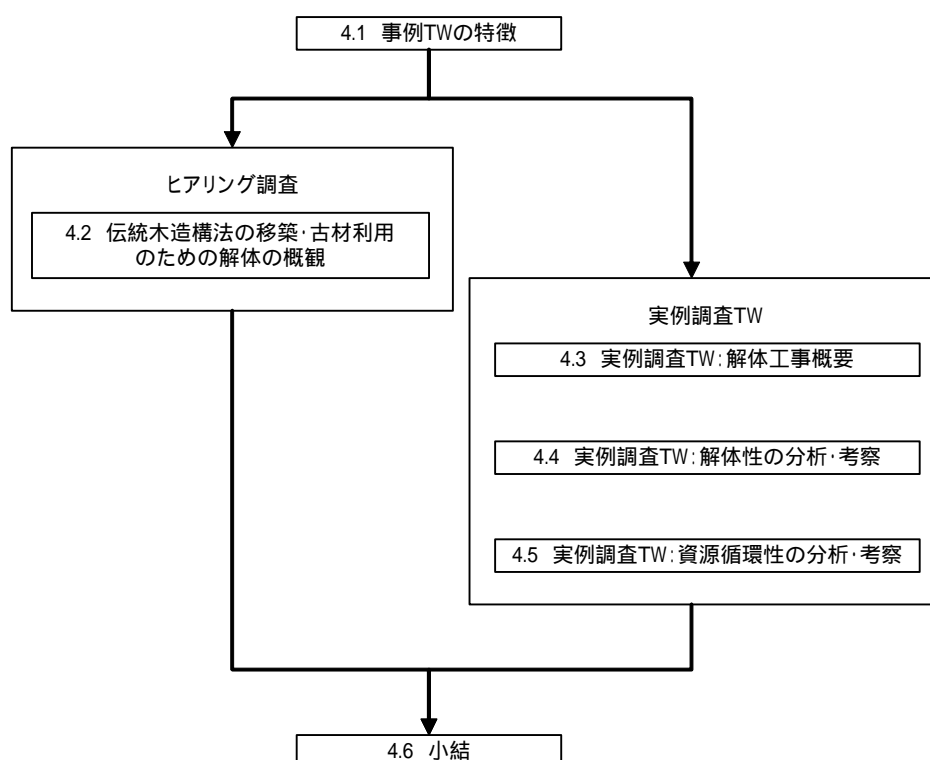 4.1 事例TWの特徴
ヒアリング調査
4.2 伝統木造構法の移築･古材利用
のための解体の概観
実例調査TW
4.3 実例調査TW:解体工事概要
4.4 実例調査TW:解体性の分析･考察
4.5 実例調査TW:資源循環性の分析･考察
4.6 小結